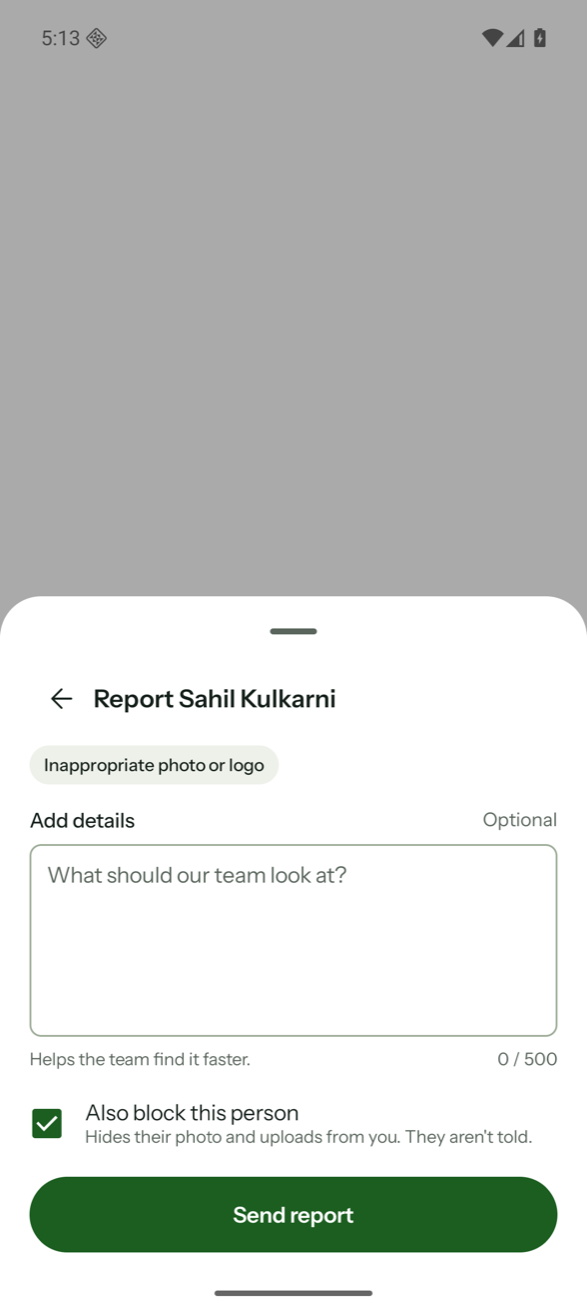 5:13
Report Sahil Kulkarni
Inappropriate photo or logo
Add details
Optional
What should our team look at?
Helps the team find it faster.
0 / 500
Also block this person
Hides their photo and uploads from you. They aren't told.
Send report